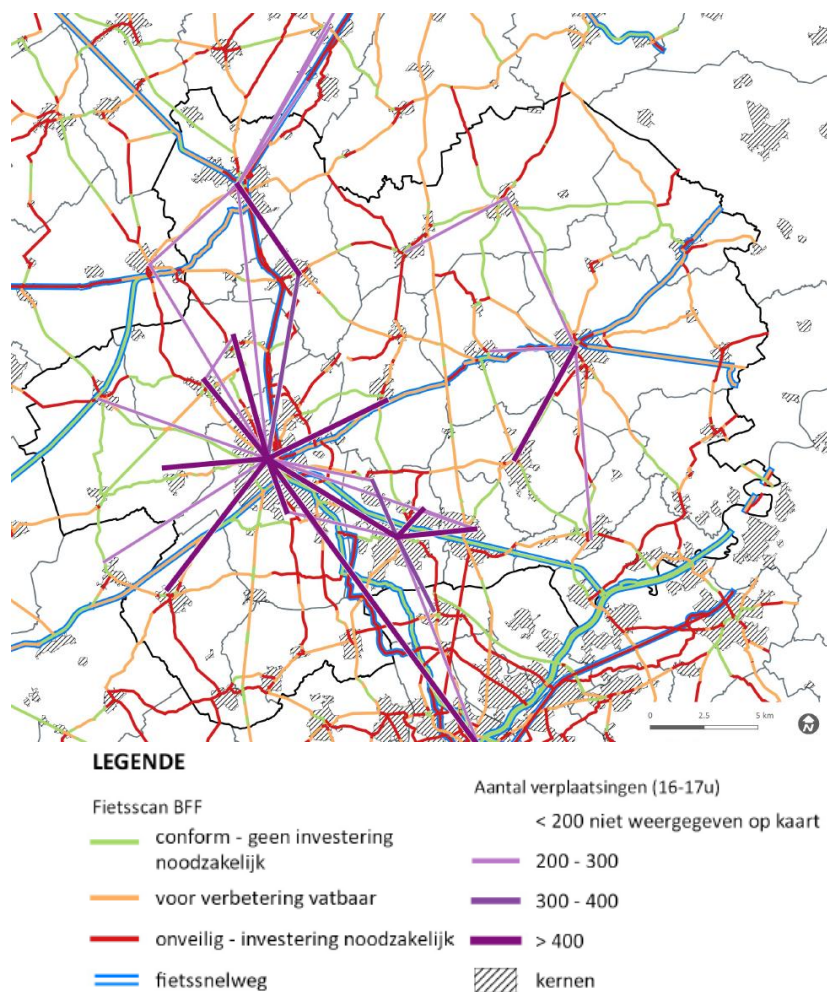 0 2,5 5 km
N
LEGENDE
Fietsscan BFF
conform - geen investering
noodzakelijk
voor verbetering vatbaar
onveilig - investering noodzakelijk
fietssnelweg
Aantal verplaatsingen (16-17u)
< 200 niet weergegeven op kaart
200 - 300
300 - 400
> 400
kernen